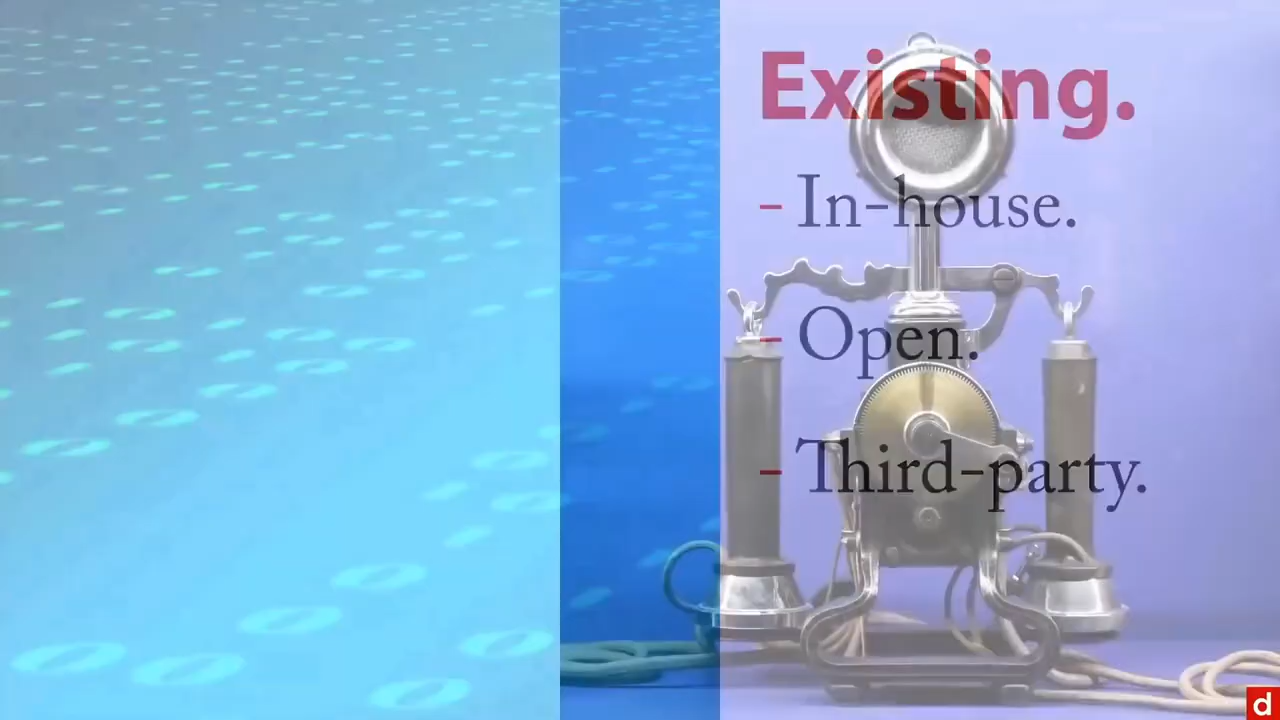 Existing.
- In-house.
- Open.
- Third-party.
d